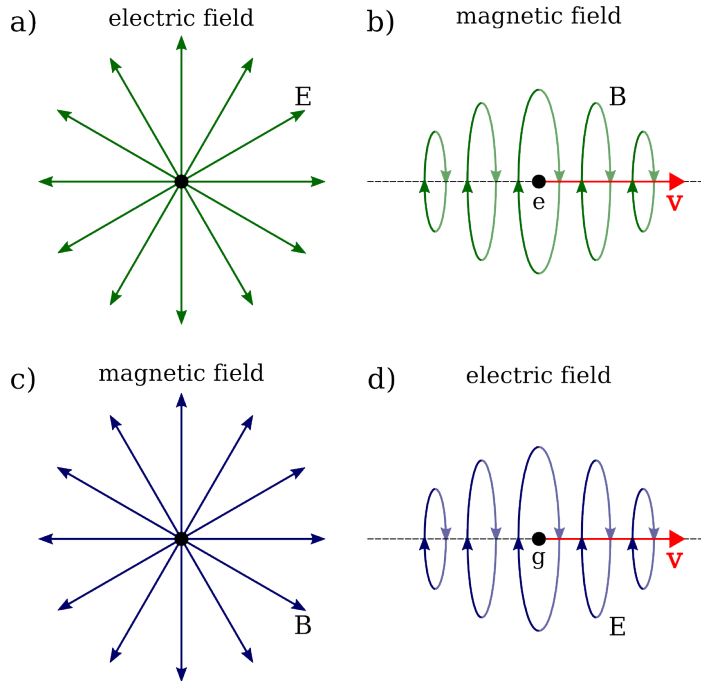 a)
electric field
E
b)
magnetic field
B
e
v
c)
magnetic field
B
d)
electric field
g
v
E